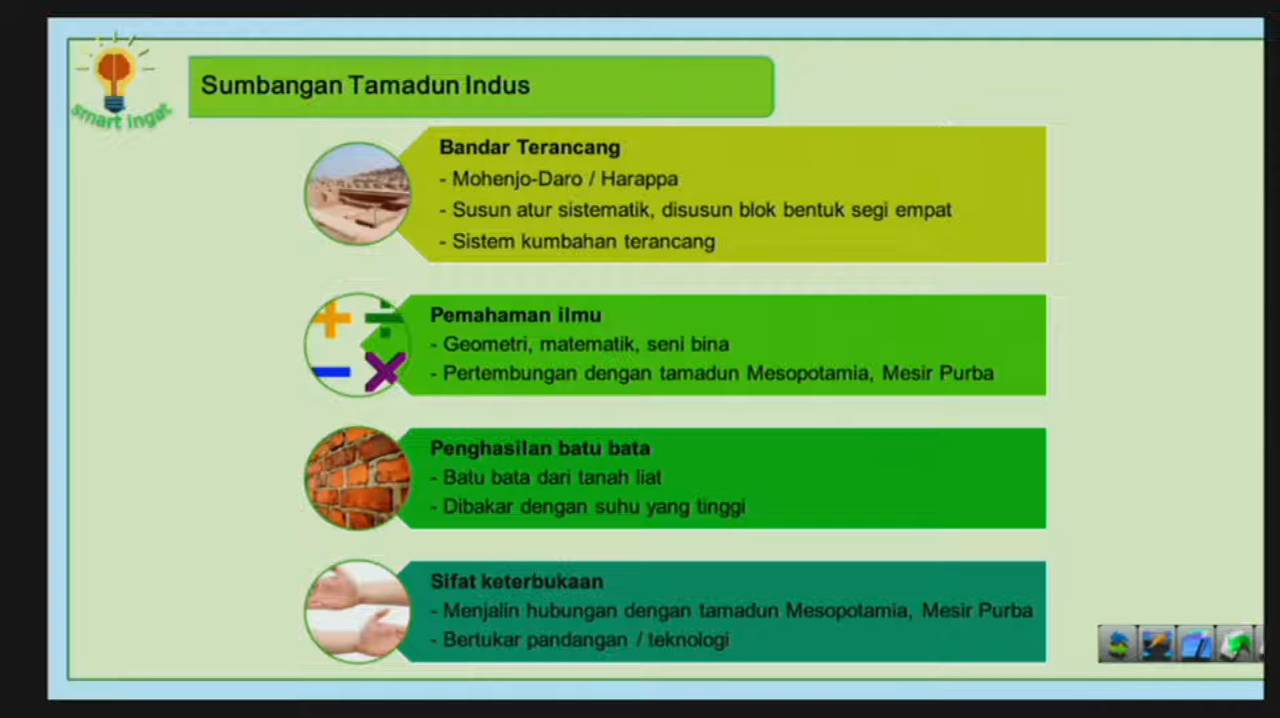 smart ingat
Sumbangan Tamadun Indus
Bandar Terancang
- Mohenjo-Daro / Harappa
- Susun atur sistematik, disusun blok bentuk segi empat
- Sistem kumbahan terancang
Pemahaman ilmu
- Geometri, matematik, seni bina
- Pertembungan dengan tamadun Mesopotamia, Mesir Purba
Penghasilan batu bata
- Batu bata dari tanah liat
- Dibakar dengan suhu yang tinggi
Sifat keterbukaan
- Menjalin hubungan dengan tamadun Mesopotamia, Mesir Purba
- Bertukar pandangan / teknologi